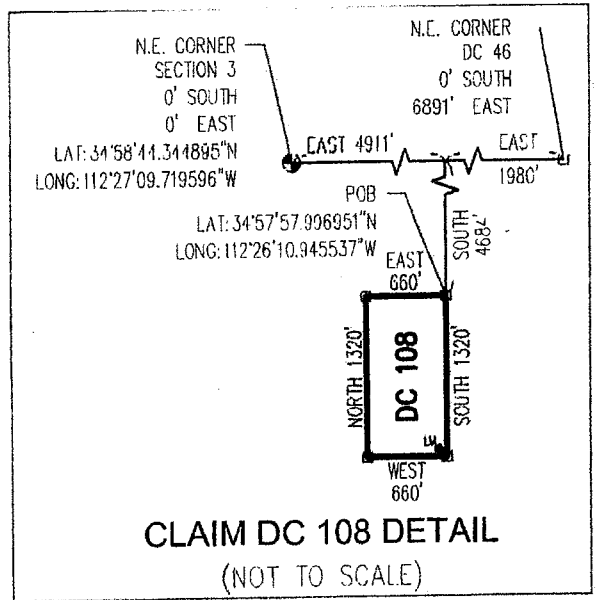 N.E. CORNER
SECTION 3
0' SOUTH
0' EAST
LAT: 34°58'44.344895"N
LONG: 112°27'09.719596"W
N.E. CORNER
DC 46
0' SOUTH
6891' EAST
EAST 4911'
EAST
1980'
POB
LAT: 34°57'57.996951"N
LONG: 112°26'10.945537"W
SOUTH
4684'
EAST
660'
NORTH 1320'
DC 108
SOUTH 1320'
LM
WEST
660'
CLAIM DC 108 DETAIL
(NOT TO SCALE)